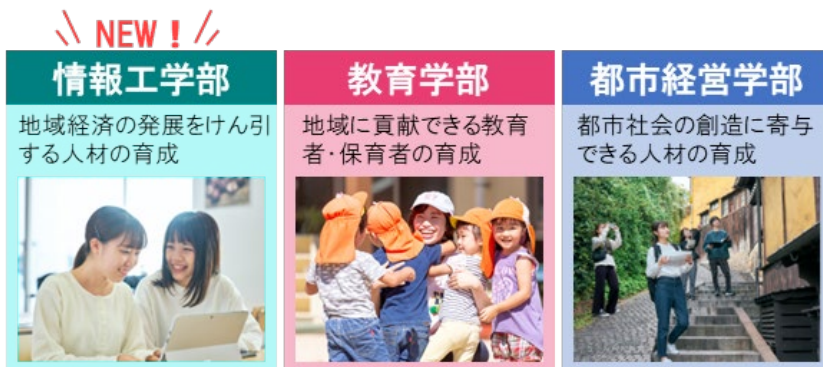 NEW！
情報工学部
地域経済の発展をけん引
する人材の育成
教育学部
地域に貢献できる教育
者・保育者の育成
都市経営学部
都市社会の創造に寄与
できる人材の育成